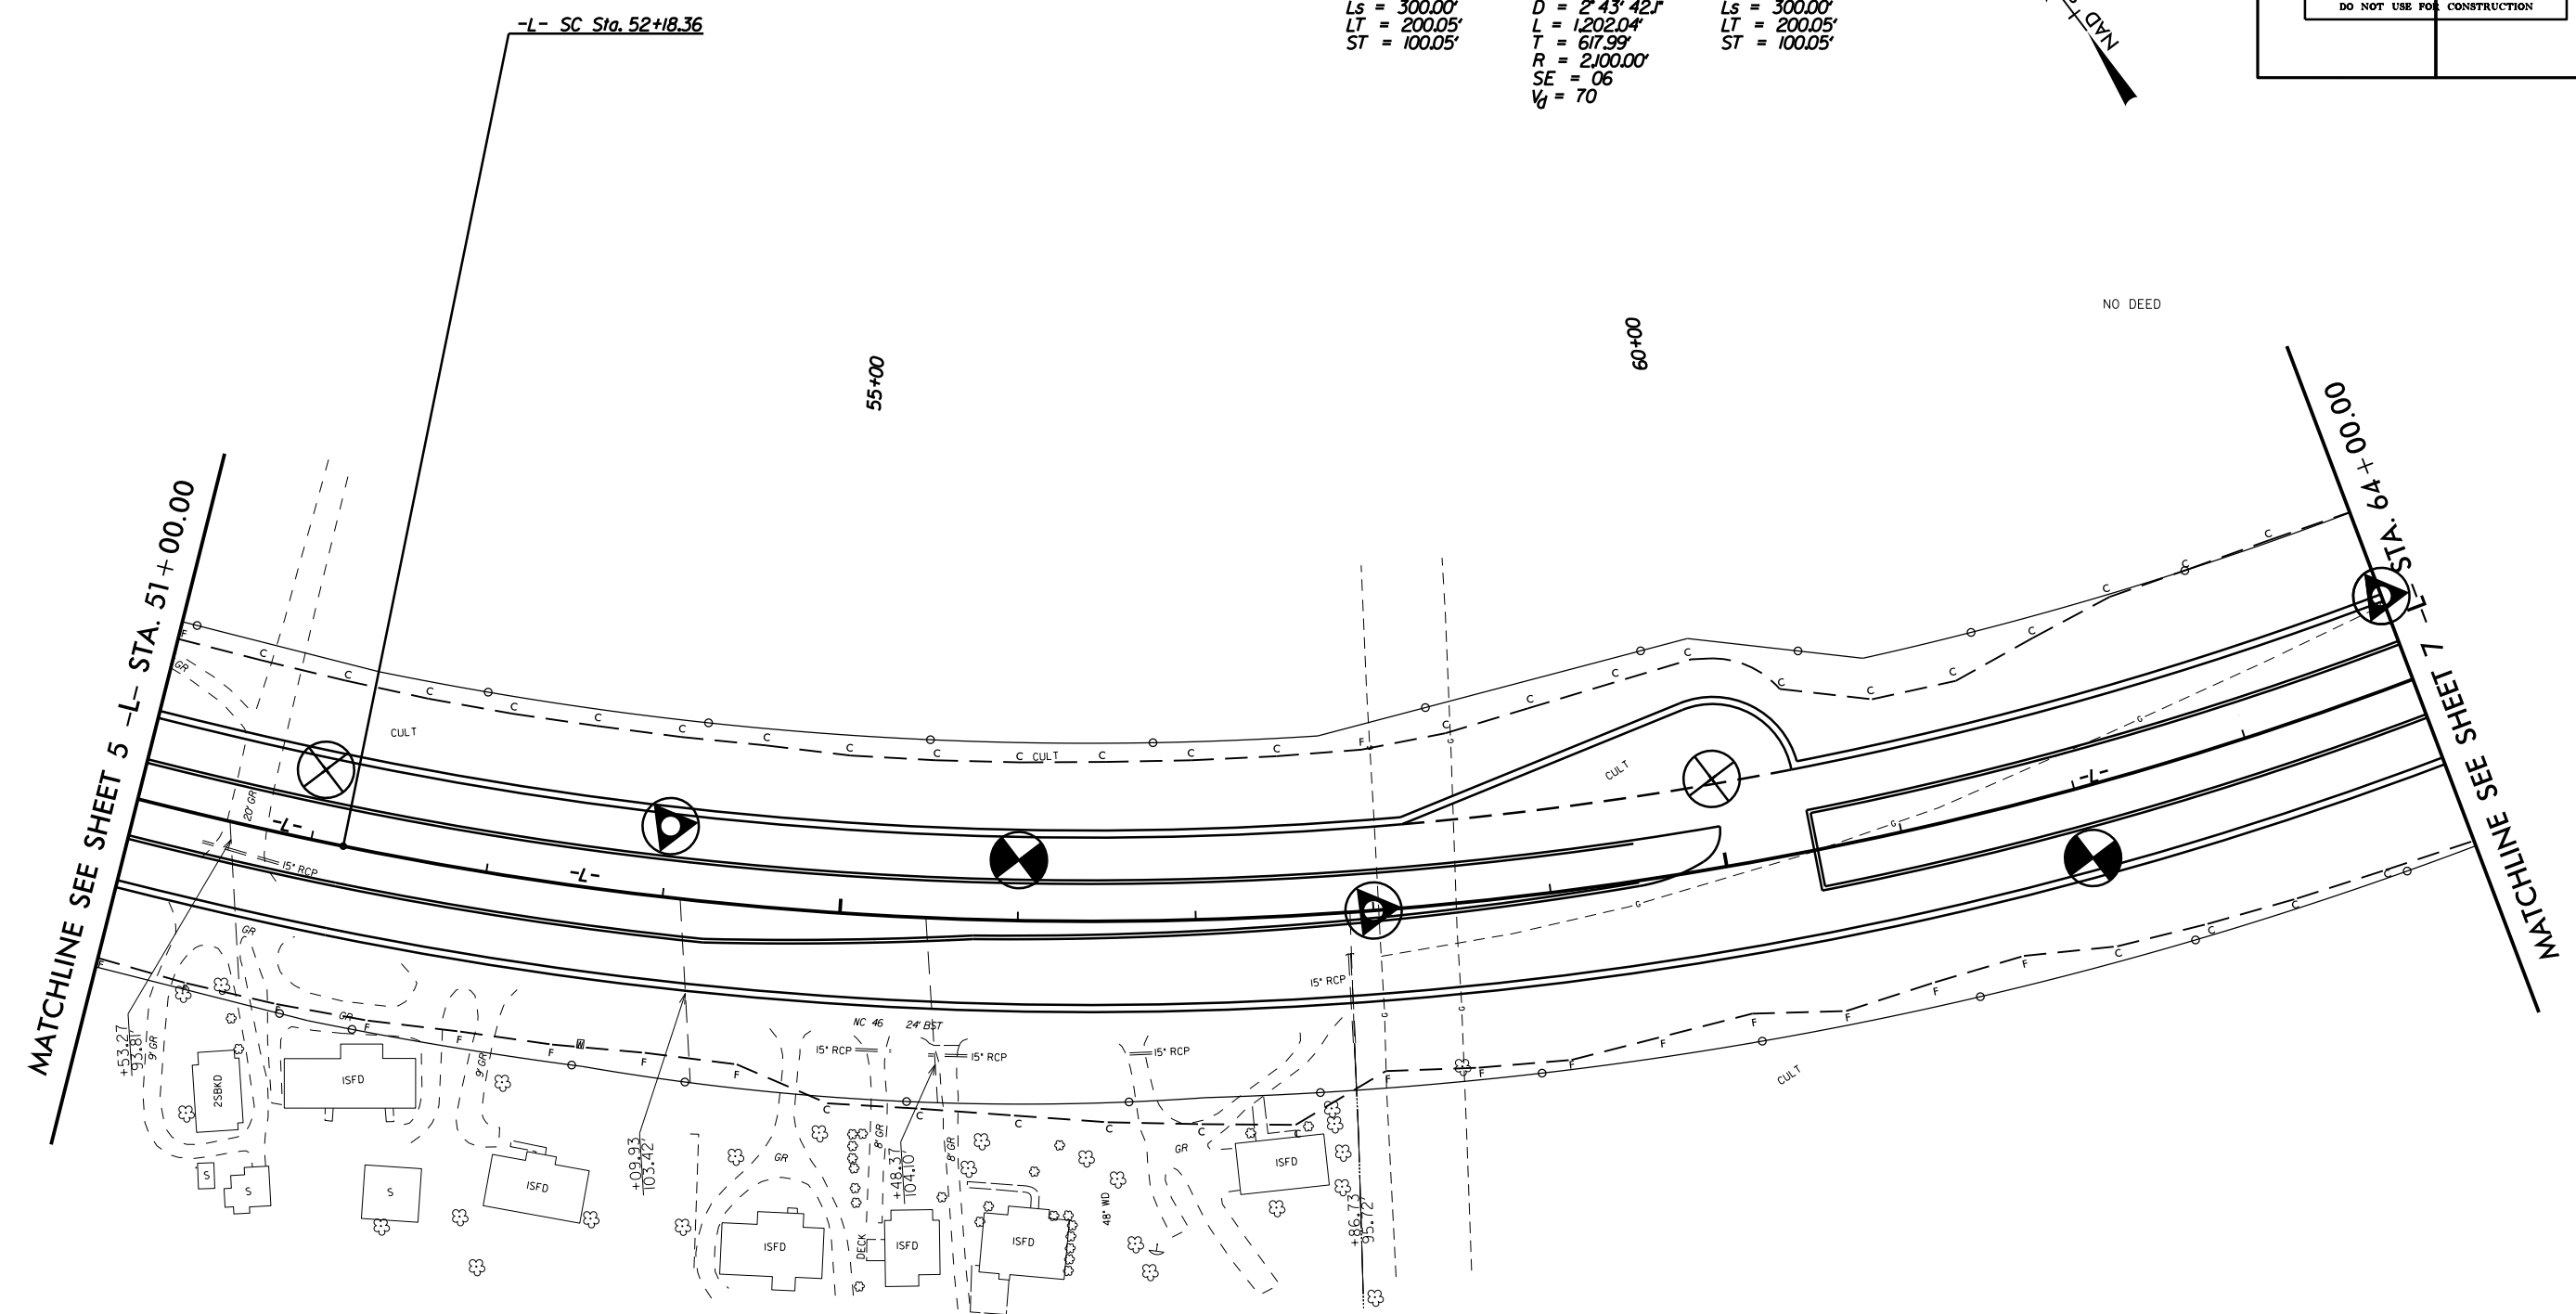 -L- SC Sta. 52+18.36
Ls = 300.00'
LT = 200.05'
ST = 100.05'
D = 2° 43' 42.1"
L = 1,202.04'
T = 617.99'
R = 2,100.00'
SE = 06
Vd = 70
Ls = 300.00'
LT = 200.05'
ST = 100.05'
NAD
DO NOT USE FOR CONSTRUCTION
NO DEED
55+00
60+00
MATCHLINE SEE SHEET 5 -L- STA. 51+00.00
MATCHLINE SEE SHEET 7 -L- STA. 64+00.00
F
GR
C
C
C
C
C
C
C
C
C
C
C
C
C
F
C
C
C
C
C
C
C
C
C
C
C
G
G
CULT
CULT
CULT
20' GR
-L-
-L-
-L-
15" RCP
G
G
G
GR
F
F
GR
F
F
F
W
F
F
9' GR
9' GR
+53.27
93.81'
2SBKD
1SFD
S
S
S
1SFD
+09.93
103.42'
NC 46
24' BST
15" RCP
15" RCP
15" RCP
15" RCP
G
G
C
C
C
C
C
C
F
F
F
F
F
F
F
F
C
C
C
C
CULT
GR
8' GR
8' GR
+48.37
104.10'
GR
48" WD
1SFD
DECK
1SFD
1SFD
1SFD
+86.73
95.72'